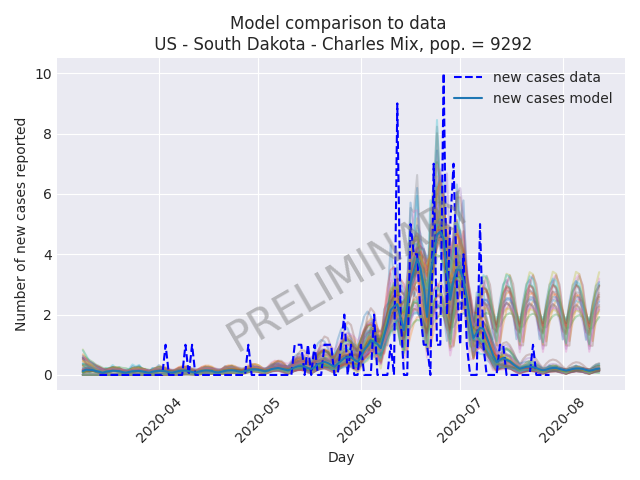 Model comparison to data
US - South Dakota - Charles Mix, pop. = 9292
10
8
6
4
2
0
Number of new cases reported
new cases data
new cases model
PRELIMINARY
2020-04
2020-05
2020-06
2020-07
2020-08
Day